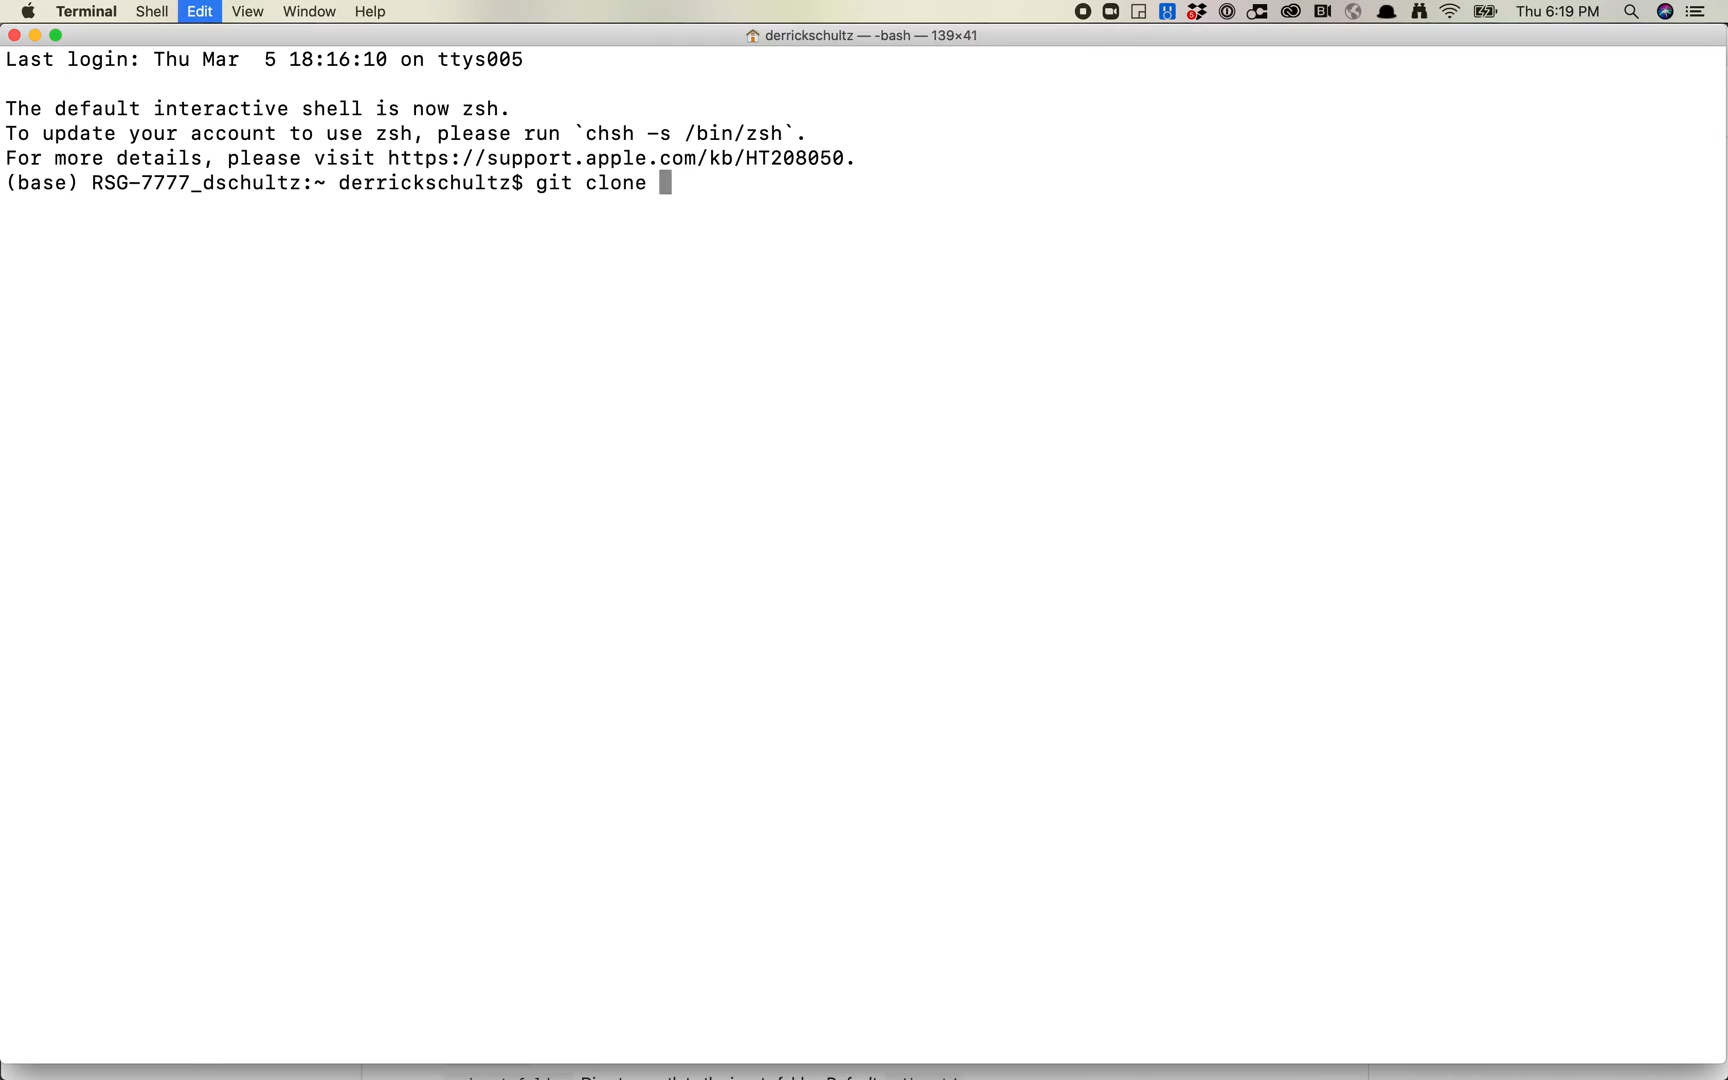 Terminal Shell Edit View Window Help Thu 6:19 PM
derrickschultz — -bash — 139×41
Last login: Thu Mar  5 18:16:10 on ttys005
The default interactive shell is now zsh.
To update your account to use zsh, please run `chsh -s /bin/zsh`.
For more details, please visit https://support.apple.com/kb/HT208050.
(base) RSG-7777_dschultz:~ derrickschultz$ git clone